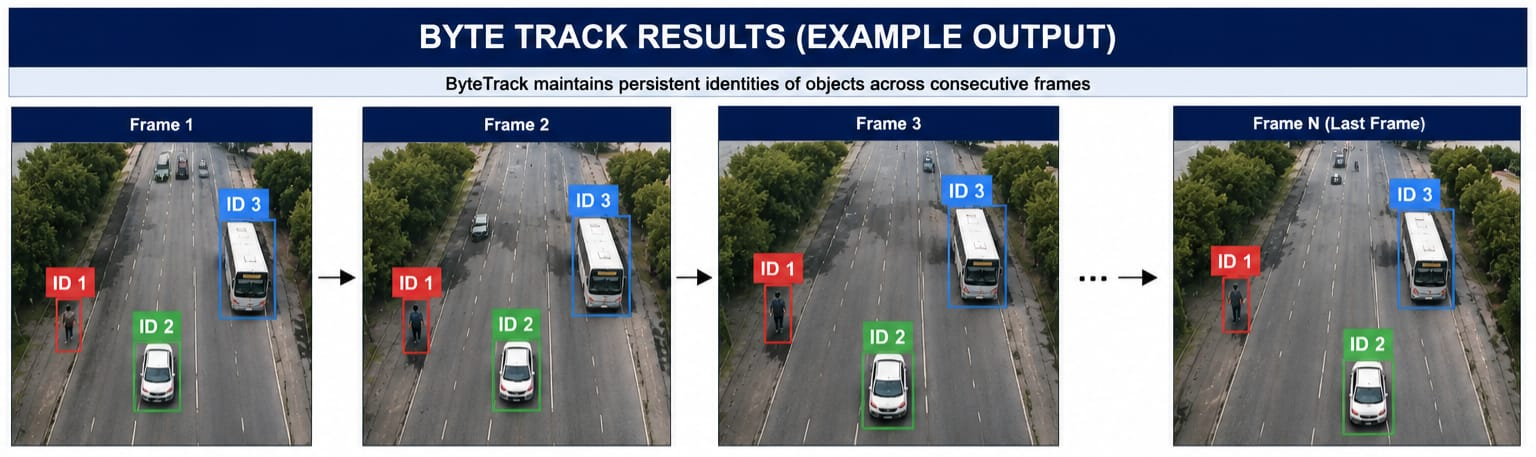 BYTE TRACK RESULTS (EXAMPLE OUTPUT)
ByteTrack maintains persistent identities of objects across consecutive frames
Frame 1
ID 3
ID 1
ID 2
Frame 2
ID 3
ID 1
ID 2
Frame 3
ID 3
ID 1
ID 2
...
Frame N (Last Frame)
ID 3
ID 1
ID 2